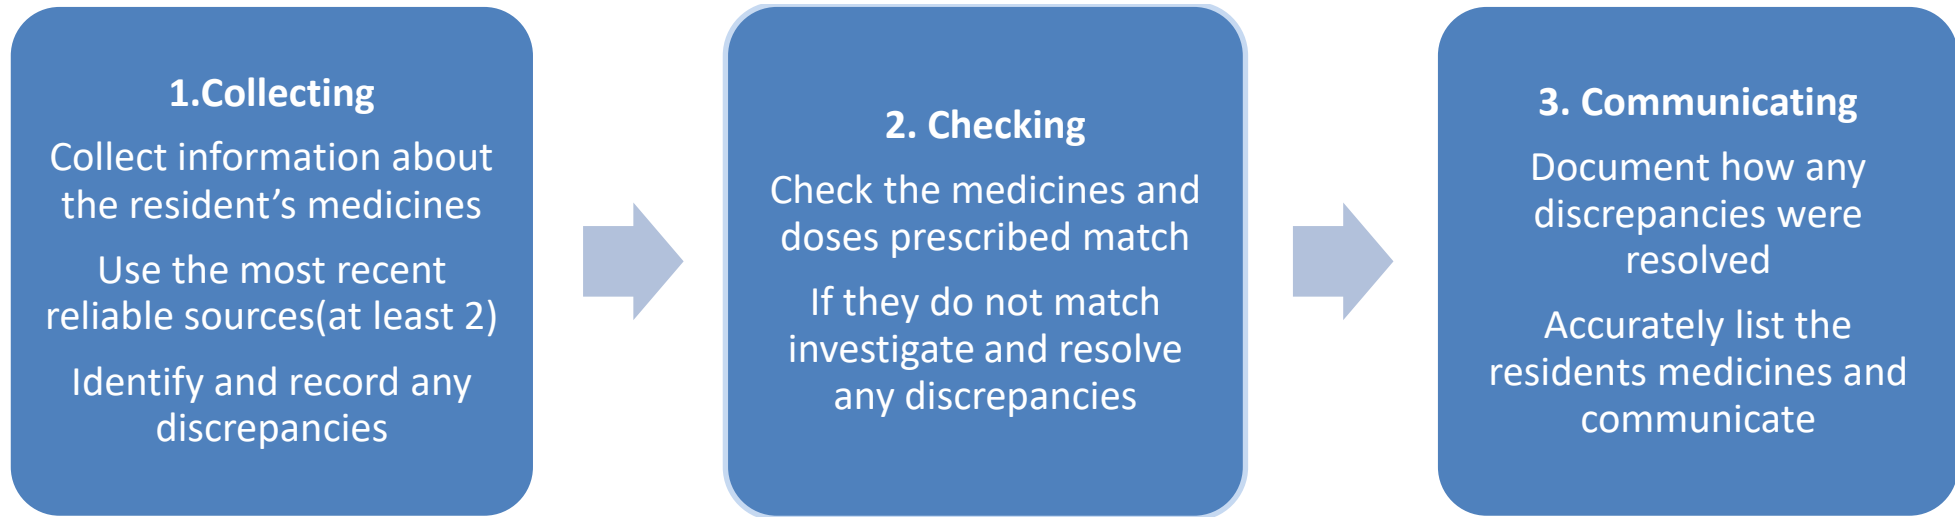 1.Collecting
Collect information about
the resident’s medicines
Use the most recent
reliable sources(at least 2)
Identify and record any
discrepancies
2. Checking
Check the medicines and
doses prescribed match
If they do not match
investigate and resolve
any discrepancies
3. Communicating
Document how any
discrepancies were
resolved
Accurately list the
residents medicines and
communicate